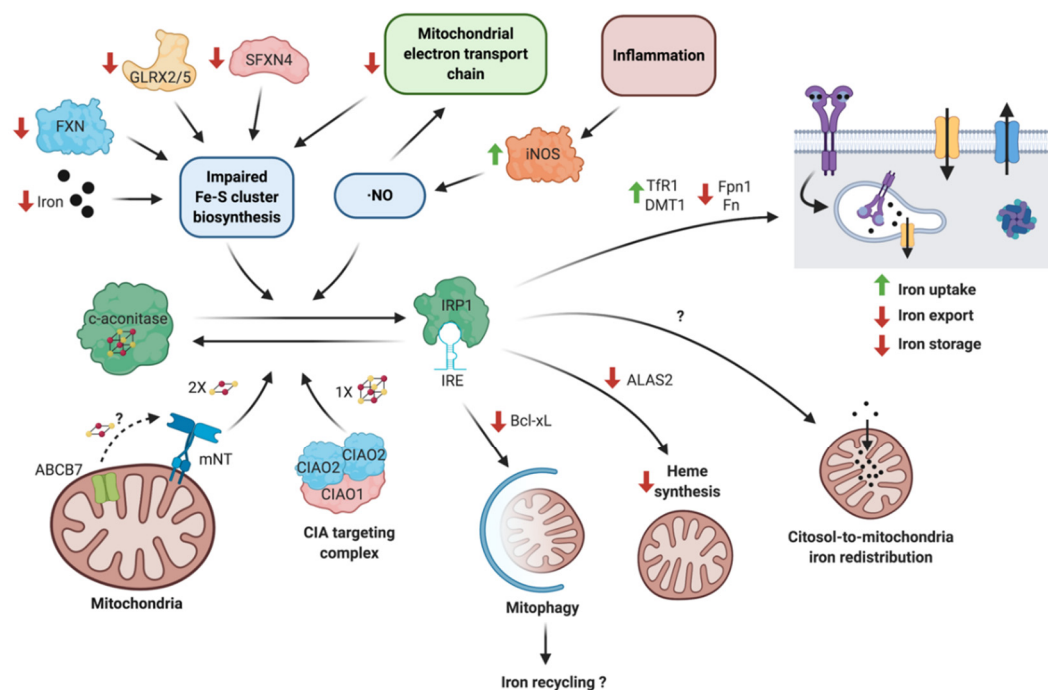 GLRX2/5
SFXN4
Mitochondrial
electron transport
chain
Inflammation
FXN
iNOS
Iron
Impaired
Fe-S cluster
biosynthesis
·NO
TfR1
DMT1
Fpn1
Fn
Iron uptake
Iron export
Iron storage
c-aconitase
IRP1
IRE
?
2X
1X
ALAS2
?
ABCB7
mNT
CIAO2
CIAO2
CIAO1
Bcl-xL
Heme
synthesis
CIA targeting
complex
Citosol-to-mitochondria
iron redistribution
Mitochondria
Mitophagy
Iron recycling ?